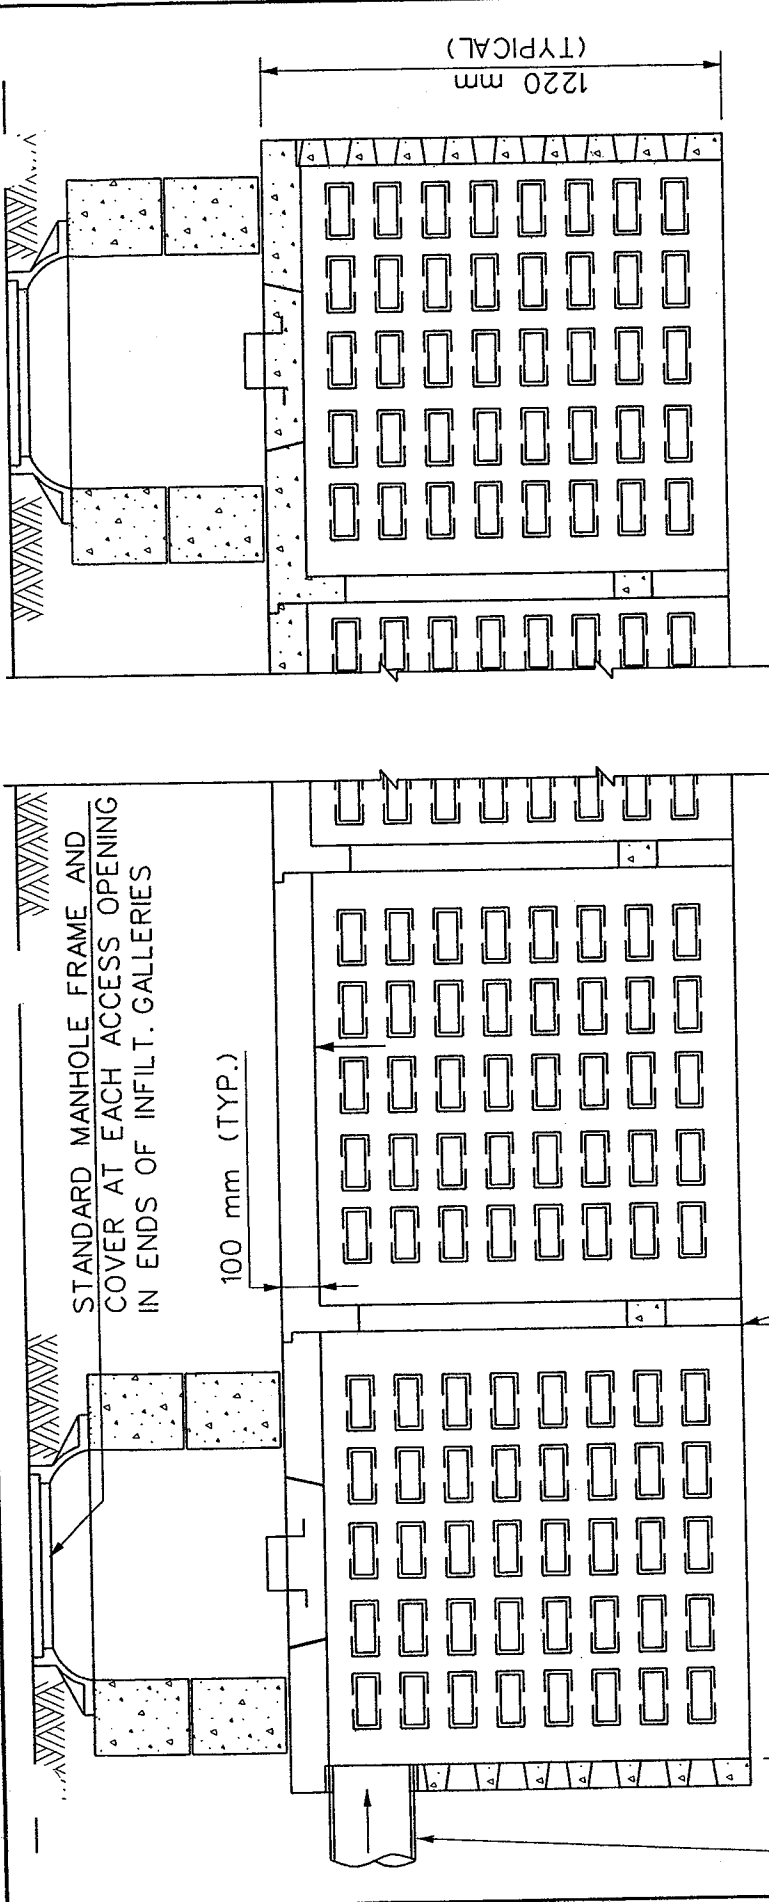 STANDARD MANHOLE FRAME AND
COVER AT EACH ACCESS OPENING
IN ENDS OF INFILT. GALLERIES
100 mm (TYP.)
1220 mm
(TYPICAL)